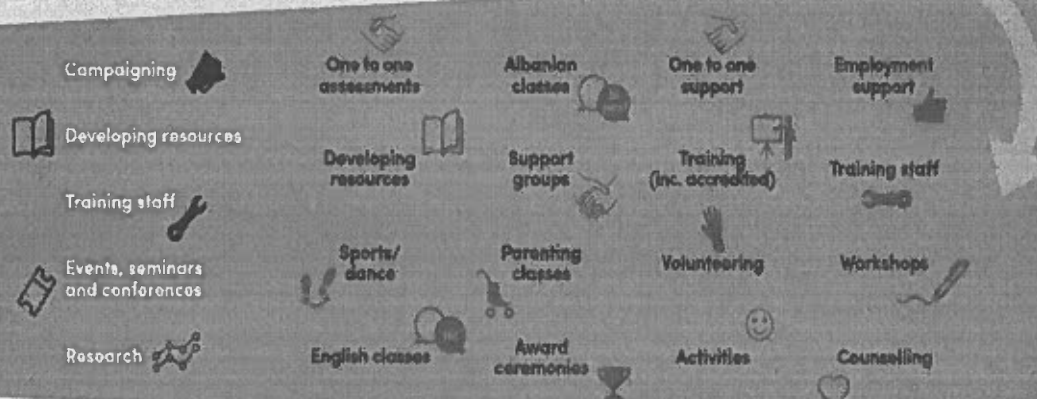 Campaigning
Developing resources
Training staff
Events, seminars
and conferences
Research
One to one
assessments
Albanian
classes
One to one
support
Employment
support
Developing
resources
Support
groups
Training
(inc. accredited)
Training staff
Sports/
dance
Parenting
classes
Volunteering
Workshops
English classes
Award
ceremonies
Activities
Counselling